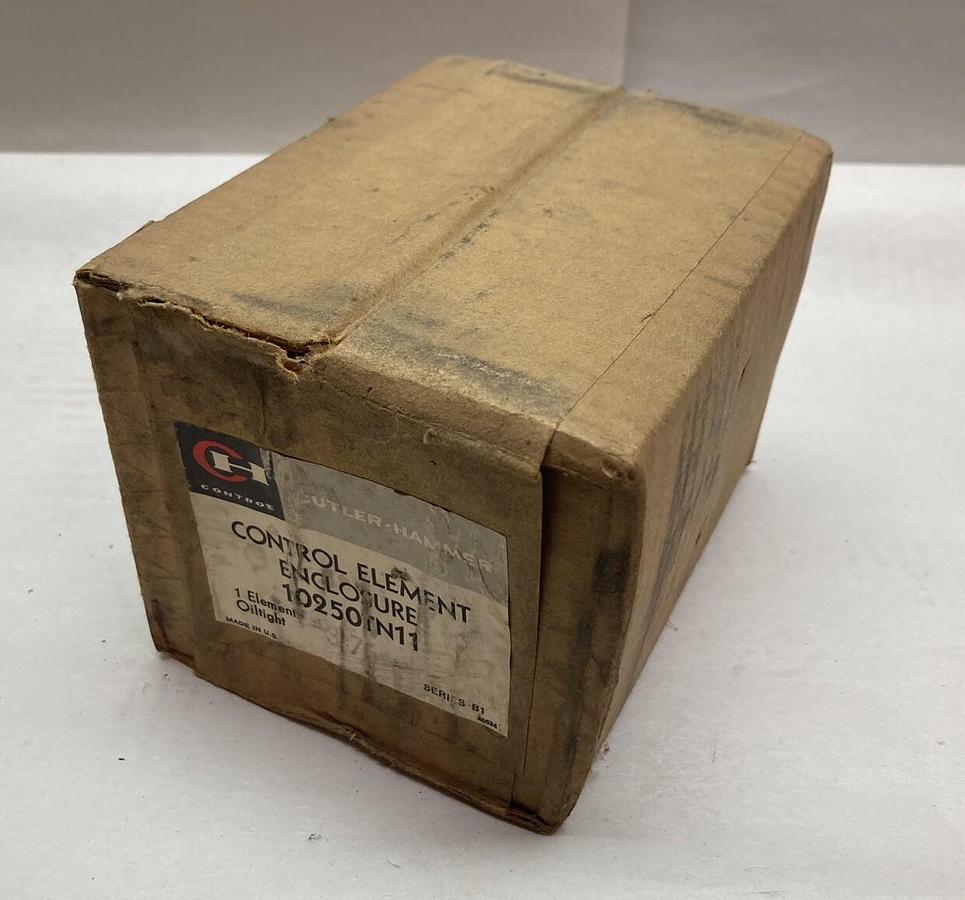 CH
CONTROL
CUTLER-HAMMER
CONTROL ELEMENT
ENCLOSURE
10250TN11
1 Element
Oiltight
MADE IN U.S.
SERIES B1